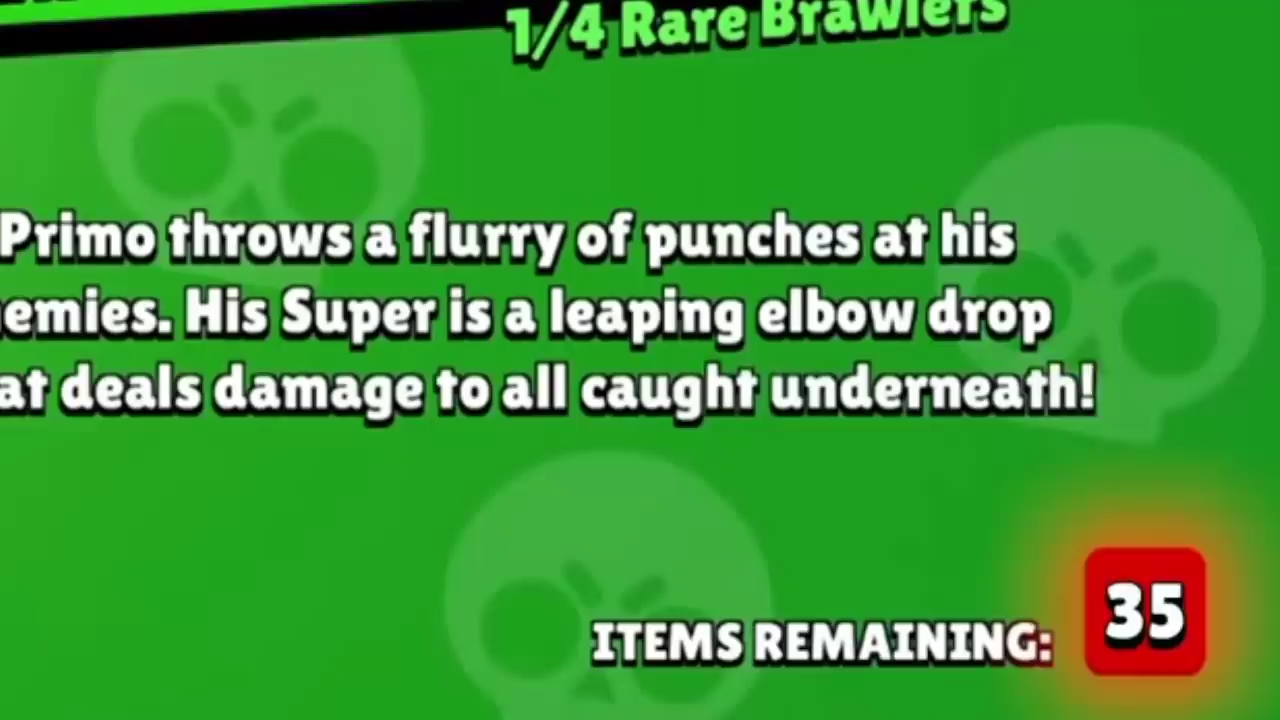 1/4 Rare Brawlers
Primo throws a flurry of punches at his
emies. His Super is a leaping elbow drop
at deals damage to all caught underneath!
ITEMS REMAINING:
35